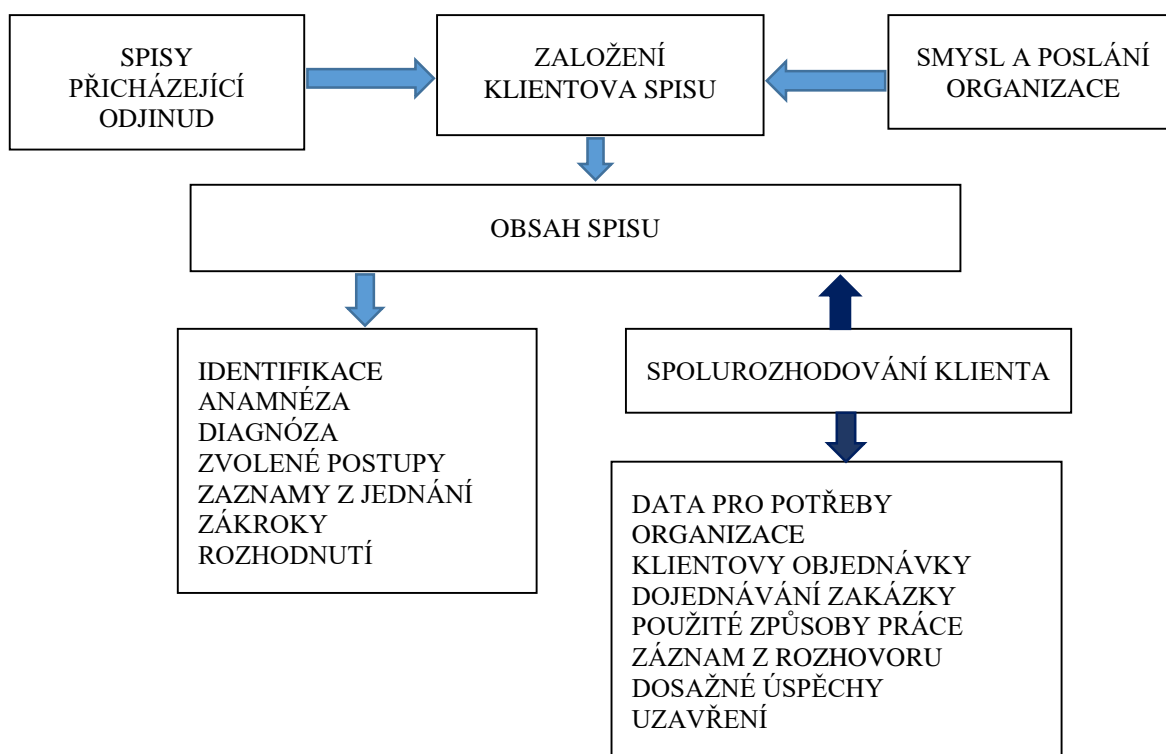 SPISY
PŘICHÁZEJÍCÍ
ODJINUD
ZALOŽENÍ
KLIENTOVA SPISU
SMYSL A POSLÁNÍ
ORGANIZACE
OBSAH SPISU
IDENTIFIKACE
ANAMNÉZA
DIAGNÓZA
ZVOLENÉ POSTUPY
ZAZNAMY Z JEDNÁNÍ
ZÁKROKY
ROZHODNUTÍ
SPOLUROZHODOVÁNÍ KLIENTA
DATA PRO POTŘEBY
ORGANIZACE
KLIENTOVY OBJEDNÁVKY
DOJEDNÁVÁNÍ ZAKÁZKY
POUŽITÉ ZPŮSOBY PRÁCE
ZÁZNAM Z ROZHOVORU
DOSAŽNÉ ÚSPĚCHY
UZAVŘENÍ